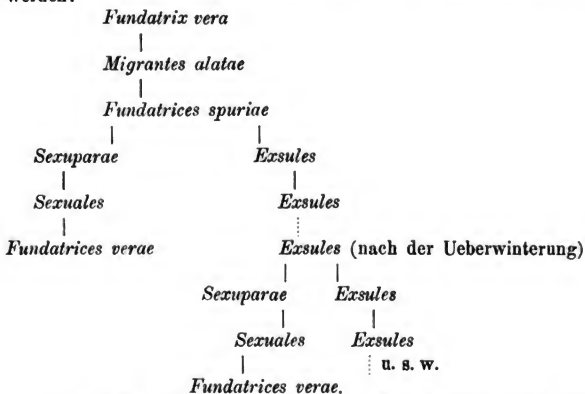 werden:
Fundatrix vera
Migrantes alatae
Fundatrices spuriae
Sexuparae Exsules
Sexuales Exsules
Fundatrices verae Exsules (nach der Ueberwinterung)
Sexuparae Exsules
Sexuales Exsules
u. s. w.
Fundatrices verae.